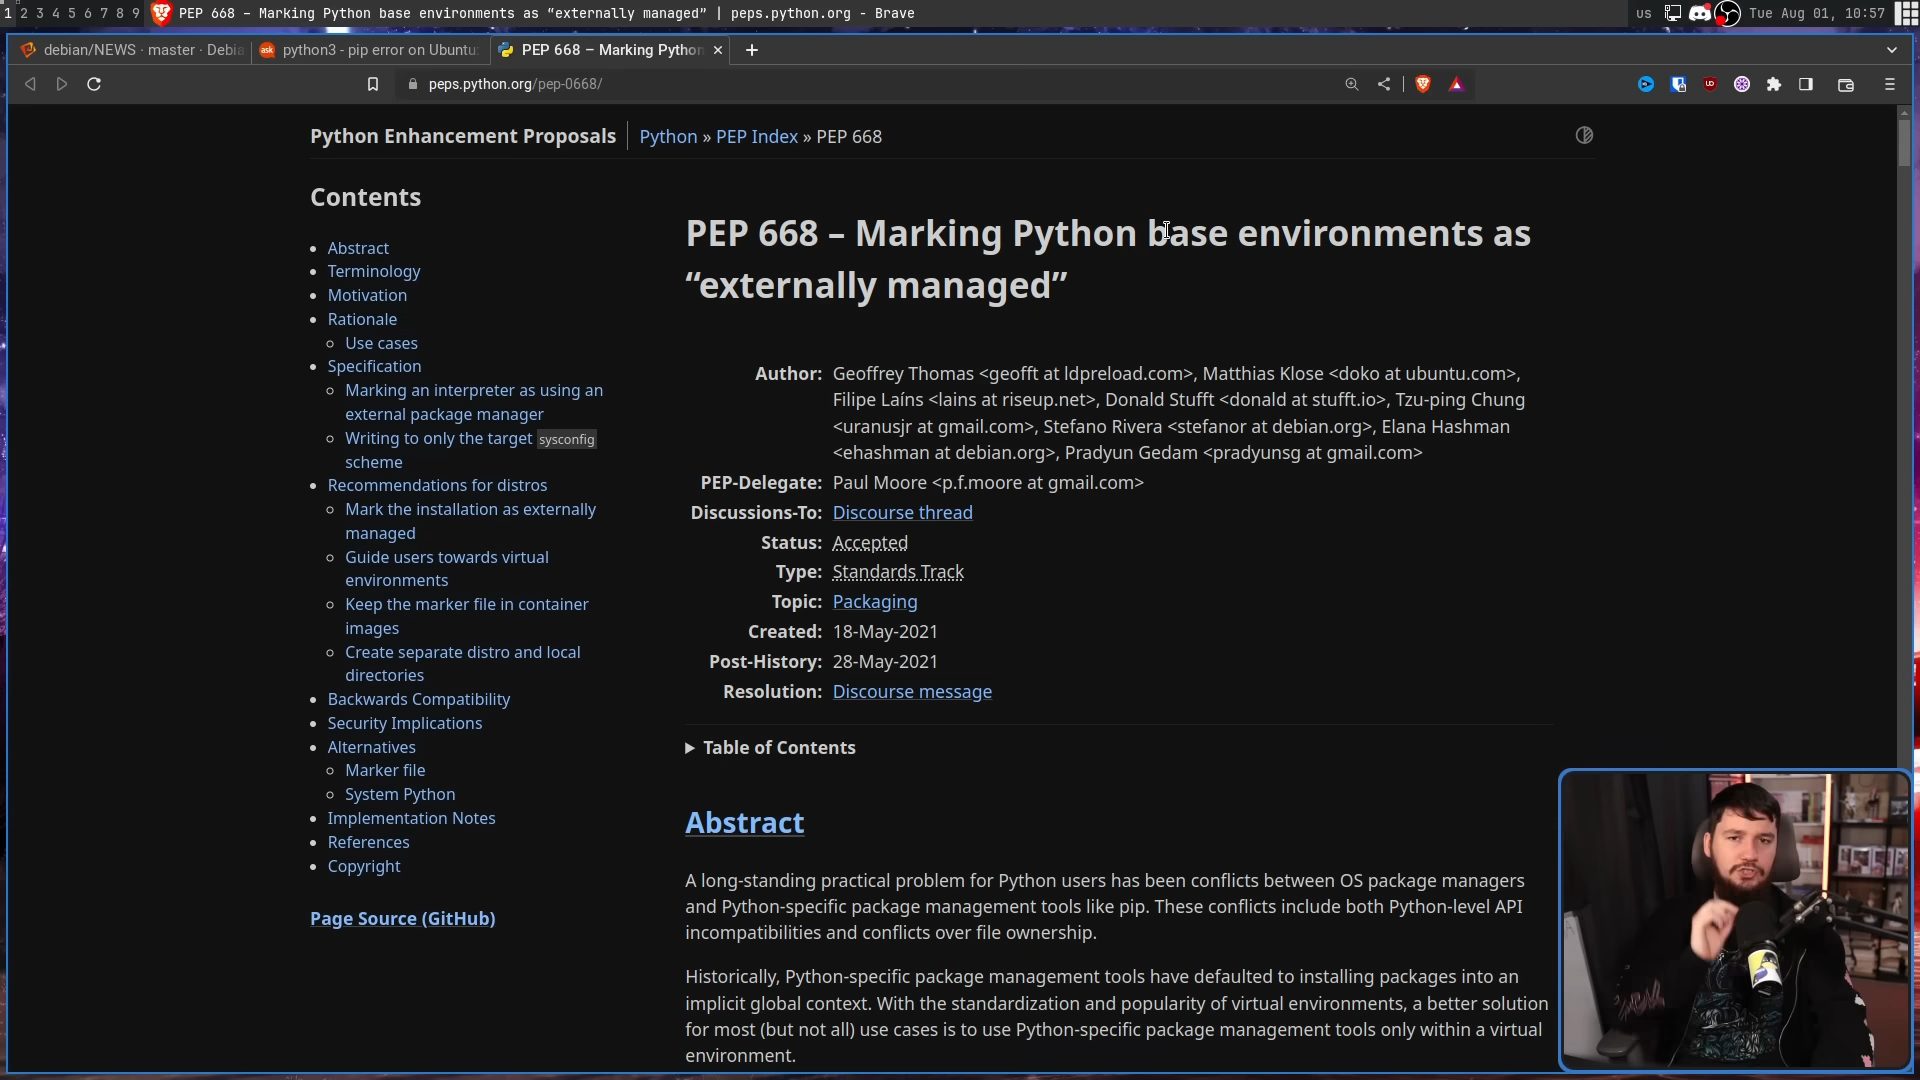 1 2 3 4 5 6 7 8 9 PEP 668 – Marking Python base environments as “externally managed” | peps.python.org - Brave
us Tue Aug 01, 10:57
debian/NEWS · master · Debia
python3 - pip error on Ubuntu
PEP 668 – Marking Python
peps.python.org/pep-0668/
Python Enhancement Proposals
Python » PEP Index » PEP 668
Contents
• Abstract
• Terminology
• Motivation
• Rationale
◦ Use cases
• Specification
◦ Marking an interpreter as using an
external package manager
◦ Writing to only the target sysconfig
scheme
• Recommendations for distros
◦ Mark the installation as externally
managed
◦ Guide users towards virtual
environments
◦ Keep the marker file in container
images
◦ Create separate distro and local
directories
• Backwards Compatibility
• Security Implications
• Alternatives
◦ Marker file
◦ System Python
• Implementation Notes
• References
• Copyright
Page Source (GitHub)
PEP 668 – Marking Python base environments as
“externally managed”
Author: Geoffrey Thomas <geofft at ldpreload.com>, Matthias Klose <doko at ubuntu.com>,
Filipe Laíns <lains at riseup.net>, Donald Stufft <donald at stufft.io>, Tzu-ping Chung
<uranusjr at gmail.com>, Stefano Rivera <stefanor at debian.org>, Elana Hashman
<ehashman at debian.org>, Pradyun Gedam <pradyunsg at gmail.com>
PEP-Delegate: Paul Moore <p.f.moore at gmail.com>
Discussions-To: Discourse thread
Status: Accepted
Type: Standards Track
Topic: Packaging
Created: 18-May-2021
Post-History: 28-May-2021
Resolution: Discourse message
Table of Contents
Abstract
A long-standing practical problem for Python users has been conflicts between OS package managers
and Python-specific package management tools like pip. These conflicts include both Python-level API
incompatibilities and conflicts over file ownership.
Historically, Python-specific package management tools have defaulted to installing packages into an
implicit global context. With the standardization and popularity of virtual environments, a better solution
for most (but not all) use cases is to use Python-specific package management tools only within a virtual
environment.